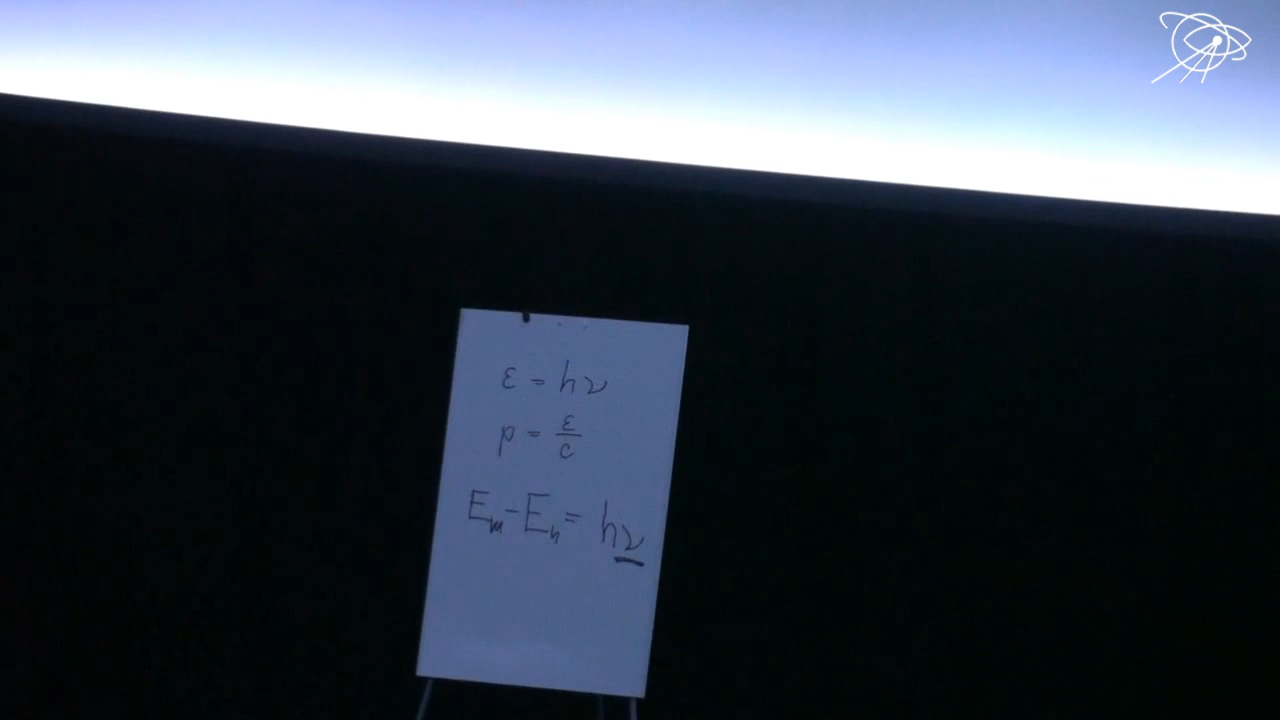 ε = hν
p = ε/c
Eₘ - Eₙ = hν